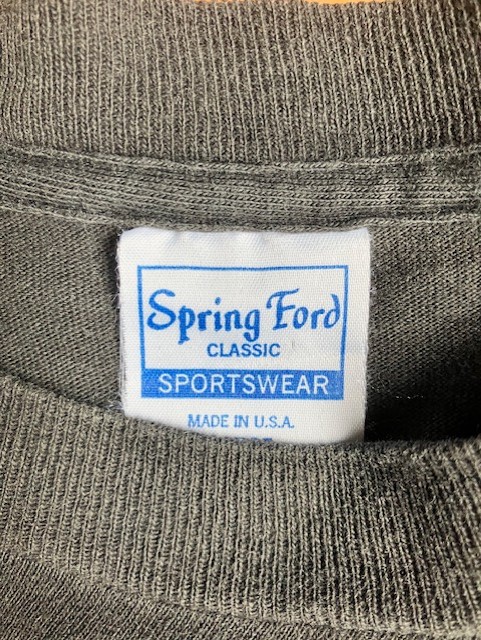 Spring Ford
CLASSIC
SPORTSWEAR
MADE IN U.S.A.